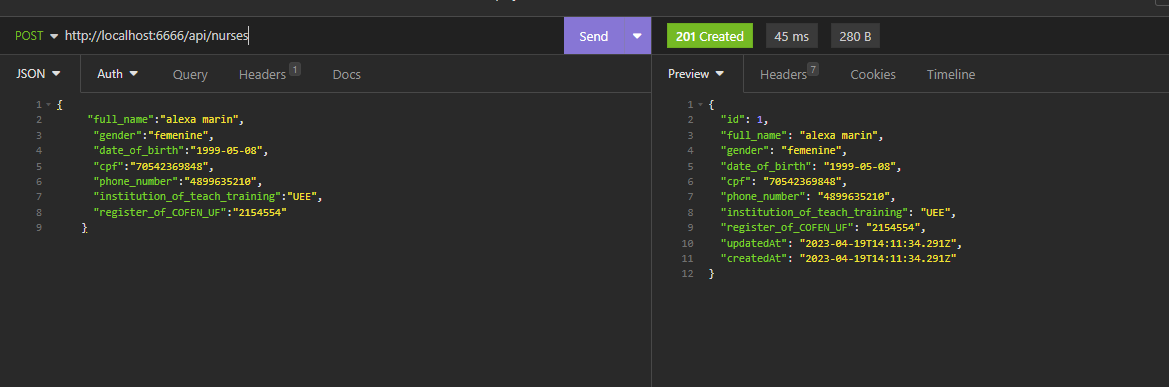 POST http://localhost:6666/api/nurses Send 201 Created 45 ms 280 B
JSON Auth Query Headers 1 Docs Preview Headers 7 Cookies Timeline
1 {
2 "full_name":"alexa marin",
3 "gender":"femenine",
4 "date_of_birth":"1999-05-08",
5 "cpf":"70542369848",
6 "phone_number":"4899635210",
7 "institution_of_teach_training":"UEE",
8 "register_of_COFEN_UF":"2154554"
9 }
1 {
2 "id": 1,
3 "full_name": "alexa marin",
4 "gender": "femenine",
5 "date_of_birth": "1999-05-08",
6 "cpf": "70542369848",
7 "phone_number": "4899635210",
8 "institution_of_teach_training": "UEE",
9 "register_of_COFEN_UF": "2154554",
10 "updatedAt": "2023-04-19T14:11:34.291Z",
11 "createdAt": "2023-04-19T14:11:34.291Z"
12 }